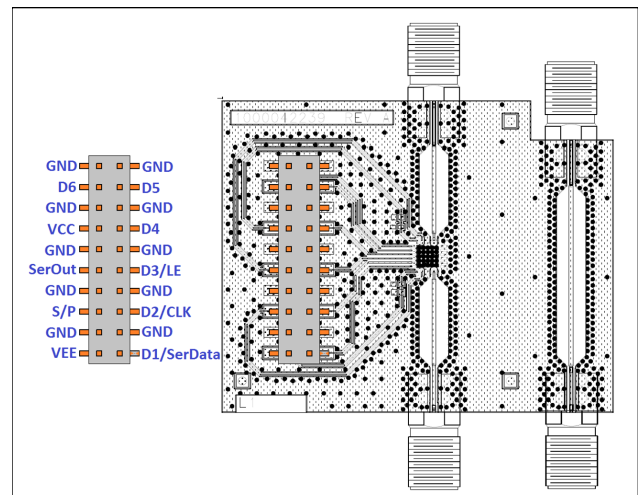 1000042239 REV A
GND GND
D6 D5
GND GND
VCC D4
GND GND
SerOut D3/LE
GND GND
S/P D2/CLK
GND GND
VEE D1/SerData